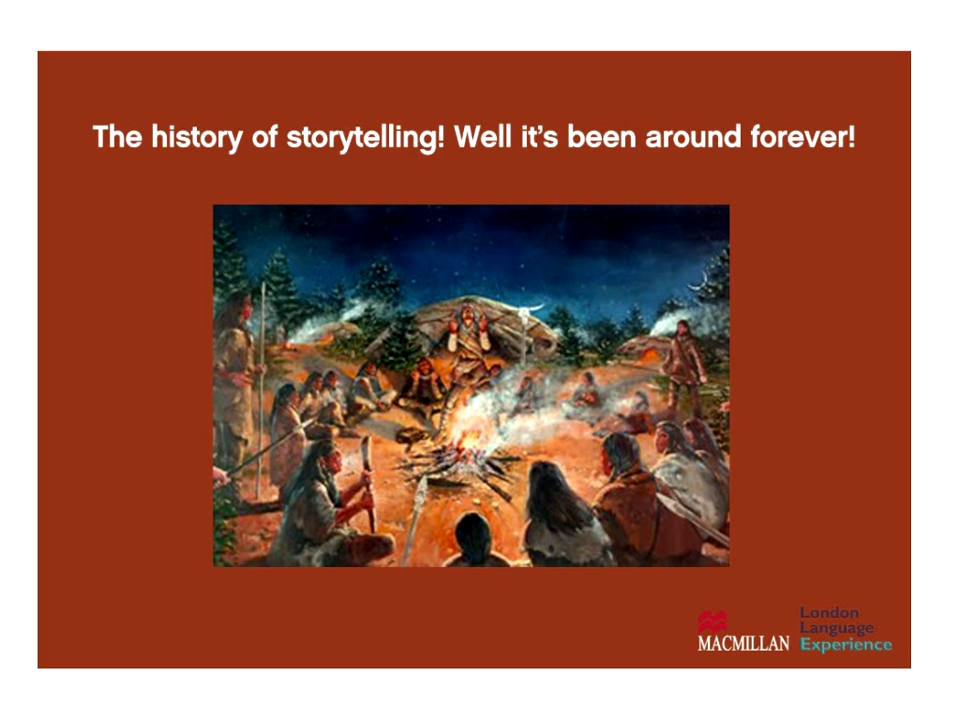 The history of storytelling! Well it's been around forever!
London
Language
MACMILLAN Experience